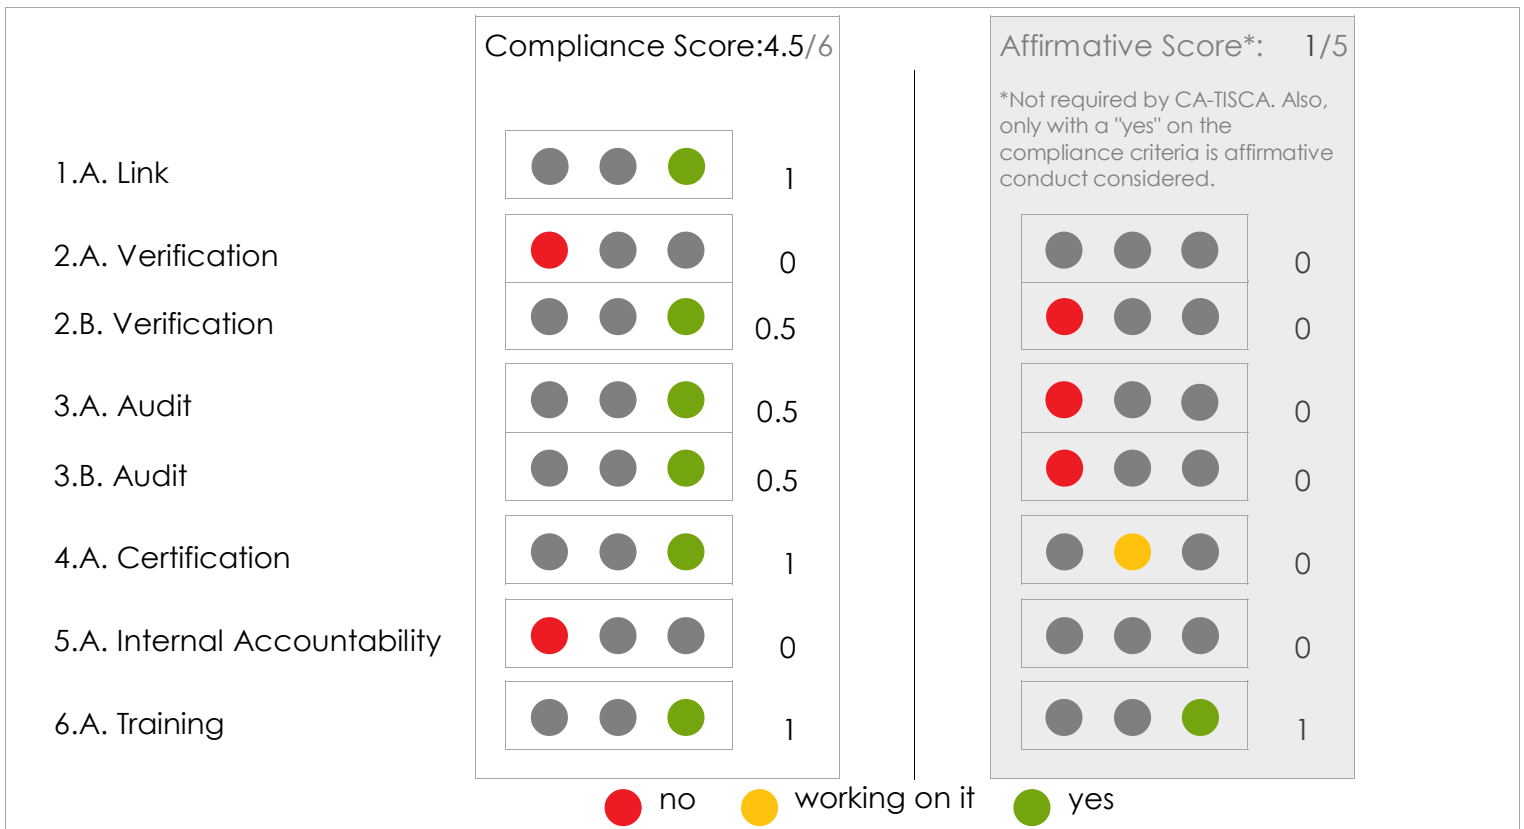 Compliance Score:4.5/6
Affirmative Score*: 1/5
*Not required by CA-TISCA. Also,
only with a "yes" on the
compliance criteria is affirmative
conduct considered.
1.A. Link 1
2.A. Verification 0 0
2.B. Verification 0.5 0
3.A. Audit 0.5 0
3.B. Audit 0.5 0
4.A. Certification 1 0
5.A. Internal Accountability 0 0
6.A. Training 1 1
no working on it yes